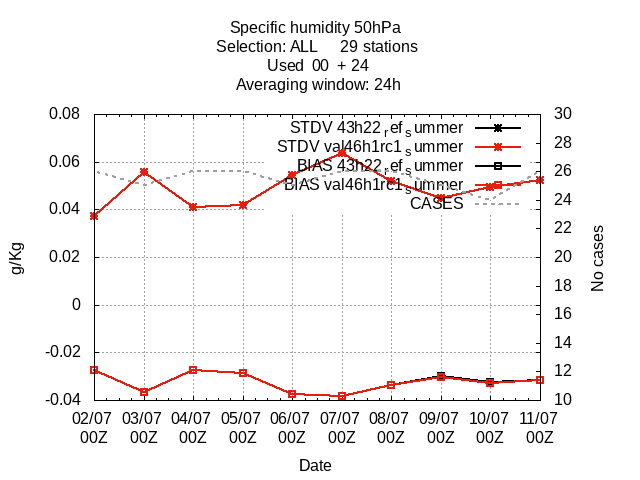 Specific humidity 50hPa
Selection: ALL 29 stations
Used 00 + 24
Averaging window: 24h
STDV 43h22_ref_summer
STDV val46h1rc1_summer
BIAS 43h22_ref_summer
BIAS val46h1rc1_summer
CASES
0.08
0.06
0.04
0.02
0
-0.02
-0.04
g/Kg
30
28
26
24
22
20
18
16
14
12
10
No cases
02/07 03/07 04/07 05/07 06/07 07/07 08/07 09/07 10/07 11/07
00Z 00Z 00Z 00Z 00Z 00Z 00Z 00Z 00Z 00Z
Date